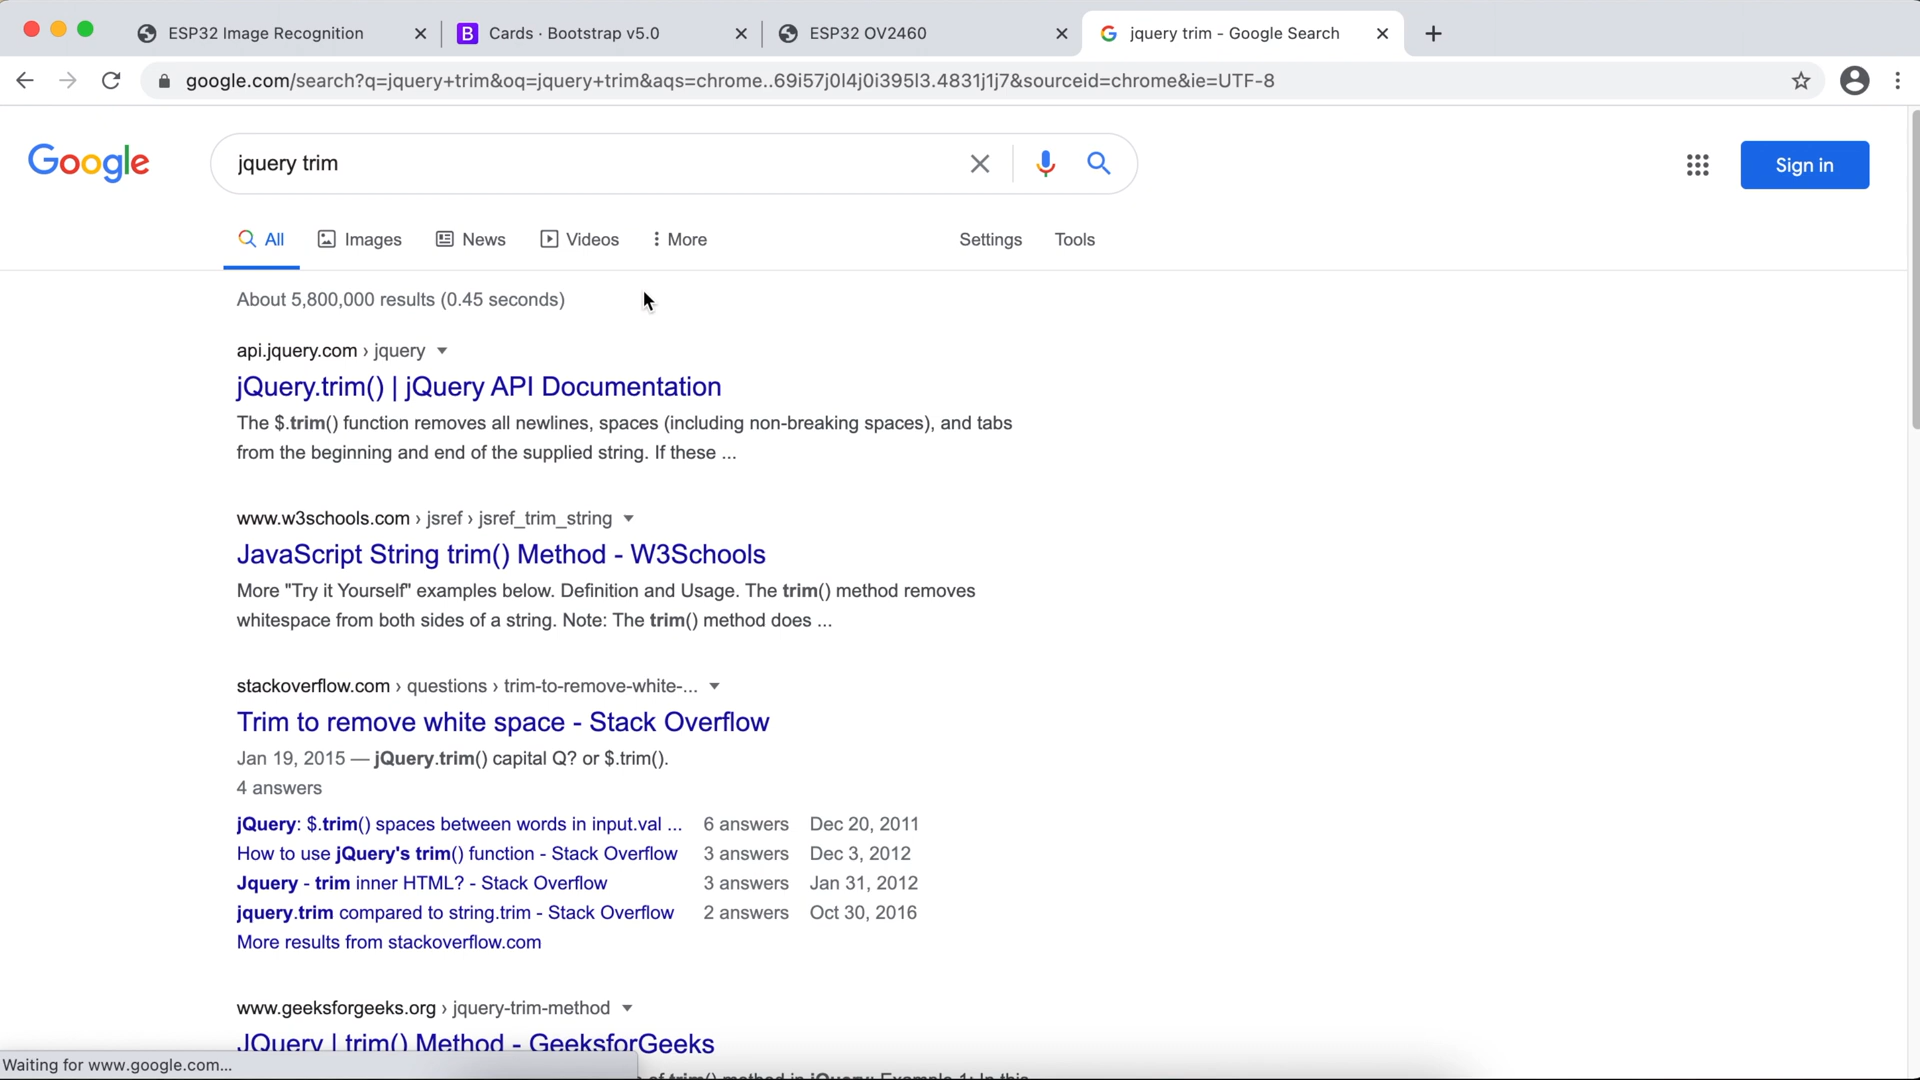 ESP32 Image Recognition
Cards · Bootstrap v5.0
ESP32 OV2460
jquery trim - Google Search
google.com/search?q=jquery+trim&oq=jquery+trim&aqs=chrome..69i57j0l4j0i395l3.4831j1j7&sourceid=chrome&ie=UTF-8
Google
jquery trim
Sign in
All
Images
News
Videos
More
Settings
Tools
About 5,800,000 results (0.45 seconds)
api.jquery.com › jquery
jQuery.trim() | jQuery API Documentation
The $.trim() function removes all newlines, spaces (including non-breaking spaces), and tabs
from the beginning and end of the supplied string. If these ...
www.w3schools.com › jsref › jsref_trim_string
JavaScript String trim() Method - W3Schools
More "Try it Yourself" examples below. Definition and Usage. The trim() method removes
whitespace from both sides of a string. Note: The trim() method does ...
stackoverflow.com › questions › trim-to-remove-white-...
Trim to remove white space - Stack Overflow
Jan 19, 2015 — jQuery.trim() capital Q? or $.trim().
4 answers
jQuery: $.trim() spaces between words in input.val ... 6 answers Dec 20, 2011
How to use jQuery's trim() function - Stack Overflow 3 answers Dec 3, 2012
Jquery - trim inner HTML? - Stack Overflow 3 answers Jan 31, 2012
jquery.trim compared to string.trim - Stack Overflow 2 answers Oct 30, 2016
More results from stackoverflow.com
www.geeksforgeeks.org › jquery-trim-method
JQuery | trim() Method - GeeksforGeeks
Waiting for www.google.com...
of trim() method in jQuery: Example 1: In this